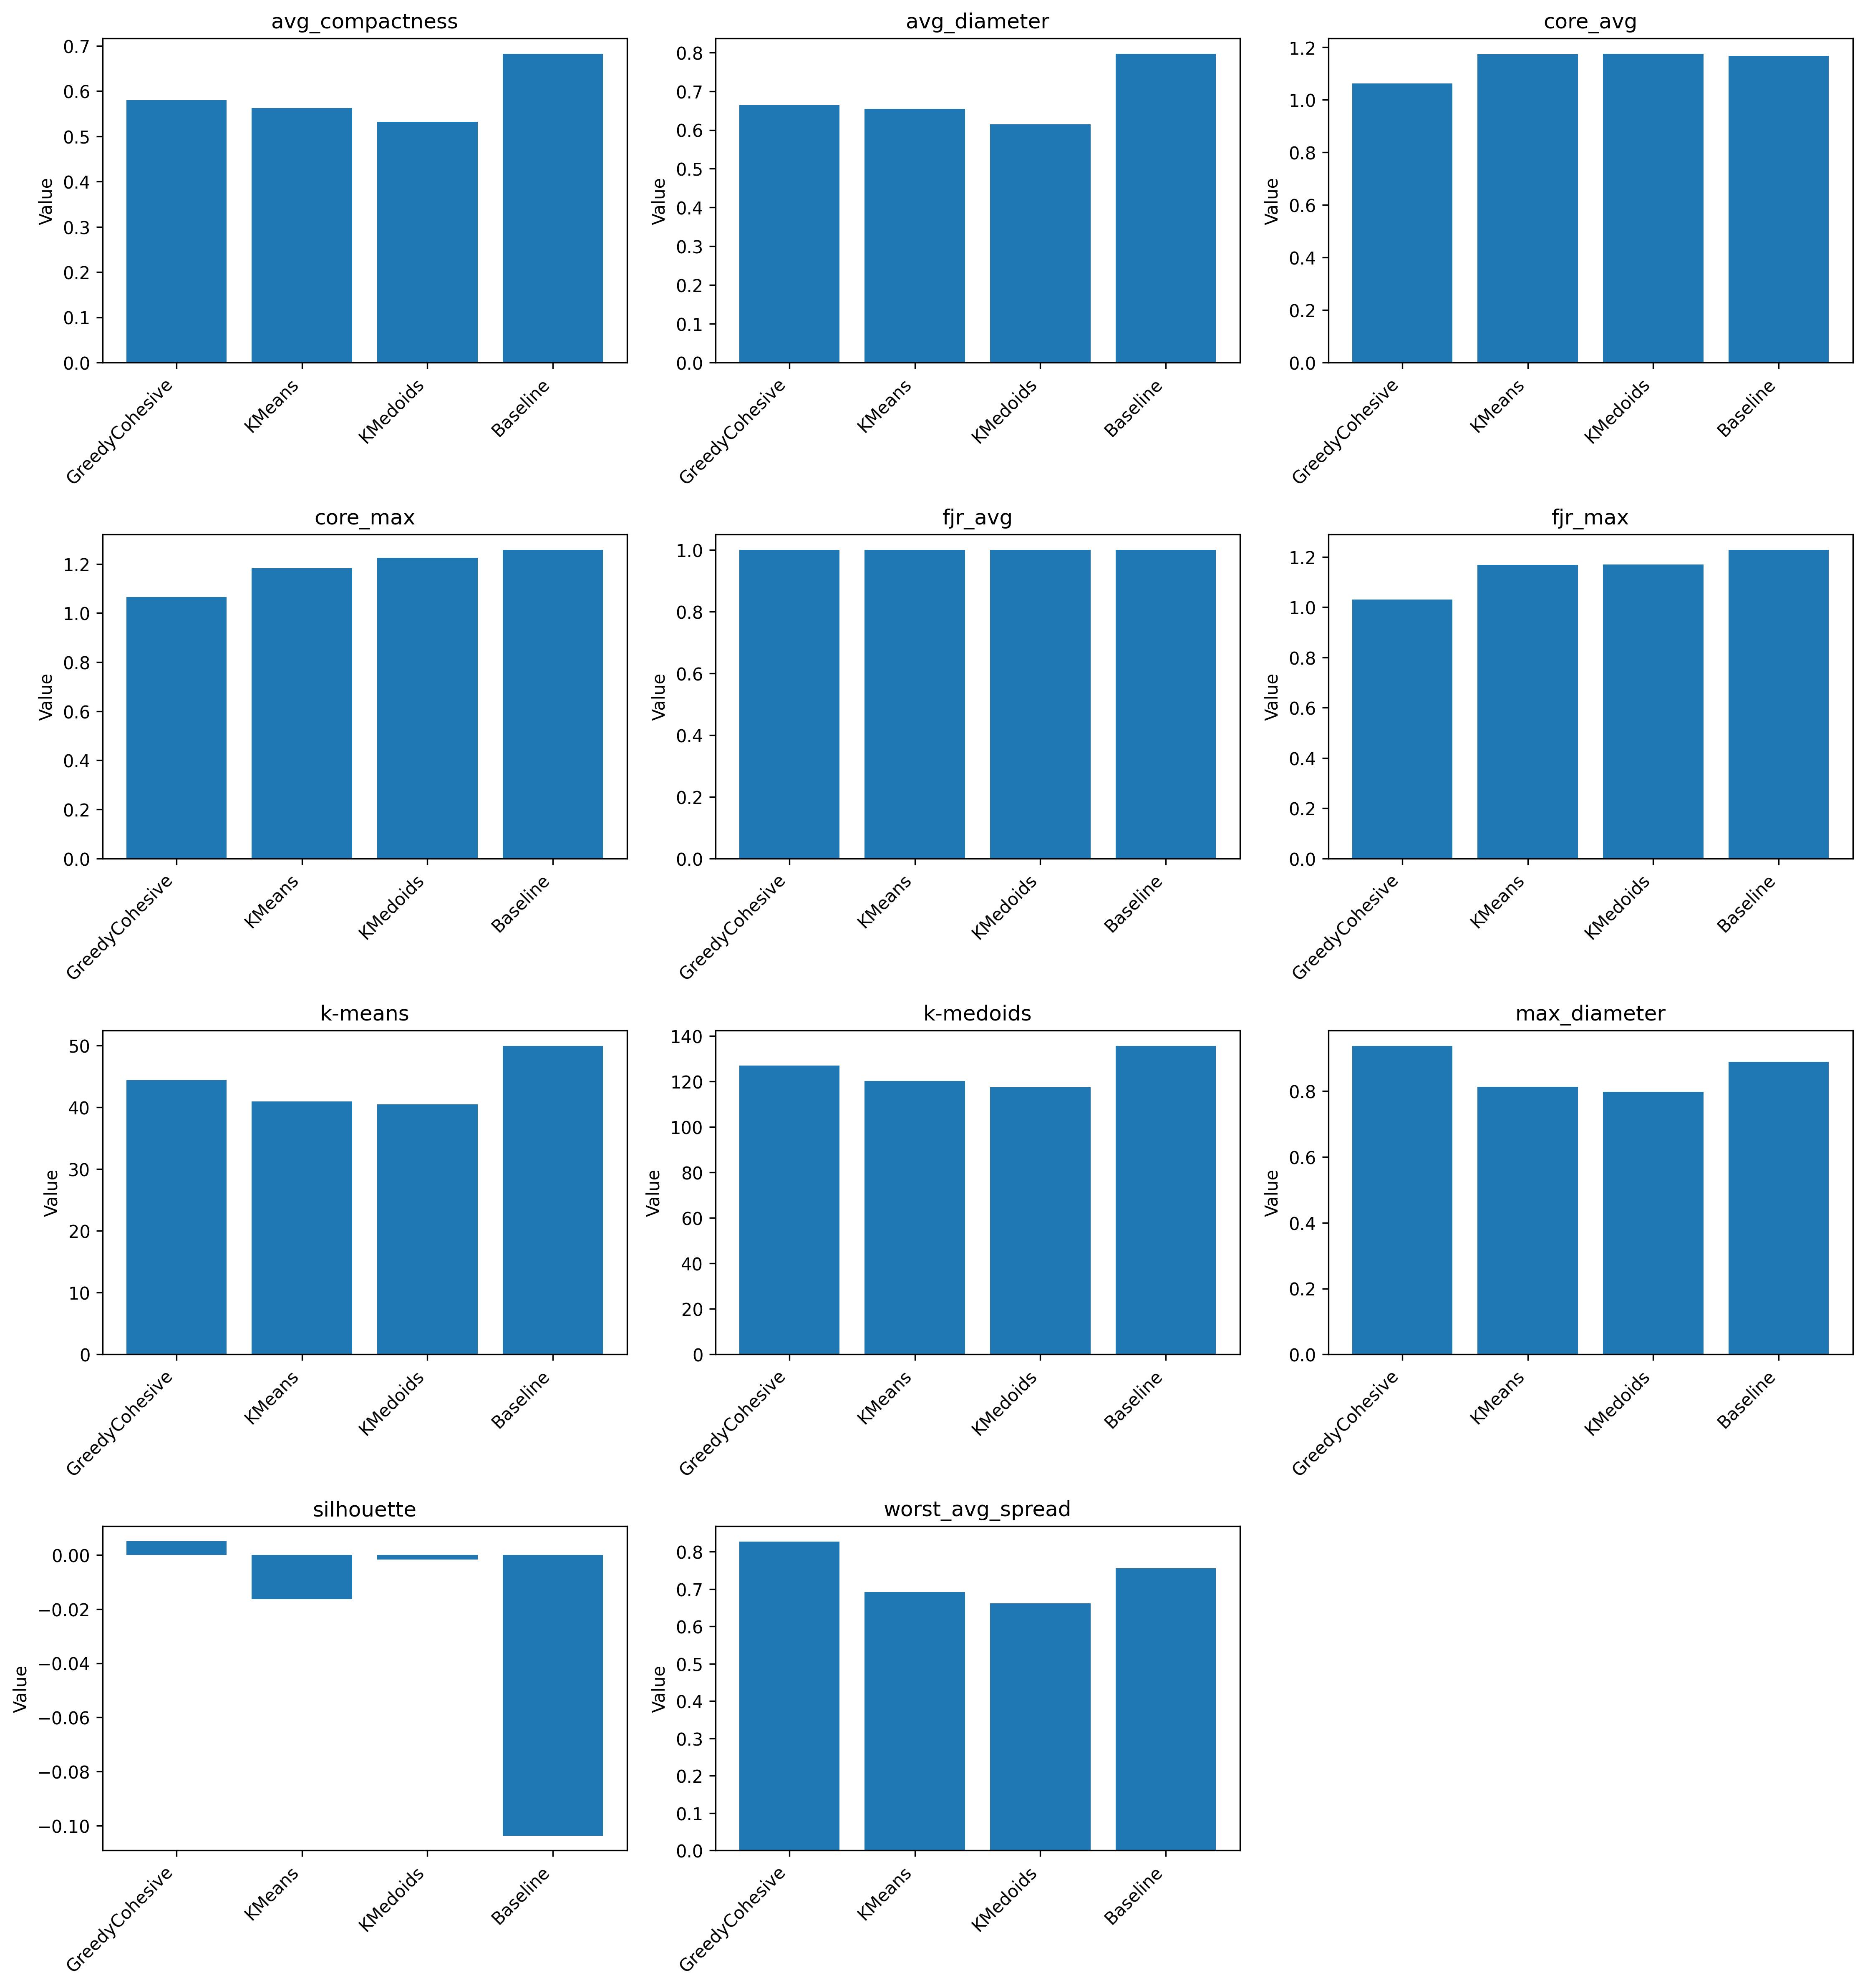 avg_compactness
Value
0.7
0.6
0.5
0.4
0.3
0.2
0.1
0.0
GreedyCohesive
KMeans
KMedoids
Baseline
avg_diameter
Value
0.8
0.7
0.6
0.5
0.4
0.3
0.2
0.1
0.0
GreedyCohesive
KMeans
KMedoids
Baseline
core_avg
Value
1.2
1.0
0.8
0.6
0.4
0.2
0.0
GreedyCohesive
KMeans
KMedoids
Baseline
core_max
Value
1.2
1.0
0.8
0.6
0.4
0.2
0.0
GreedyCohesive
KMeans
KMedoids
Baseline
fjr_avg
Value
1.0
0.8
0.6
0.4
0.2
0.0
GreedyCohesive
KMeans
KMedoids
Baseline
fjr_max
Value
1.2
1.0
0.8
0.6
0.4
0.2
0.0
GreedyCohesive
KMeans
KMedoids
Baseline
k-means
Value
50
40
30
20
10
0
GreedyCohesive
KMeans
KMedoids
Baseline
k-medoids
Value
140
120
100
80
60
40
20
0
GreedyCohesive
KMeans
KMedoids
Baseline
max_diameter
Value
0.8
0.6
0.4
0.2
0.0
GreedyCohesive
KMeans
KMedoids
Baseline
silhouette
Value
0.00
−0.02
−0.04
−0.06
−0.08
−0.10
GreedyCohesive
KMeans
KMedoids
Baseline
worst_avg_spread
Value
0.8
0.7
0.6
0.5
0.4
0.3
0.2
0.1
0.0
GreedyCohesive
KMeans
KMedoids
Baseline